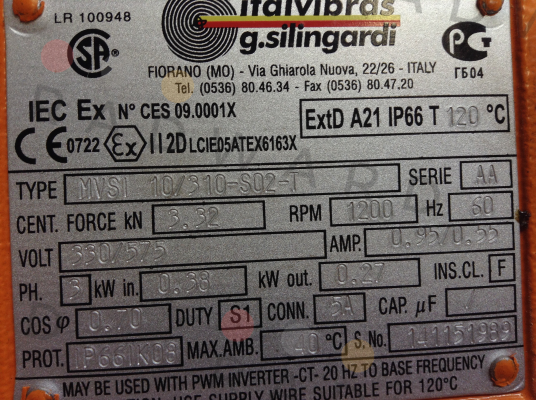 LR 100948
italvibras
g.silingardi
FIORANO (MO) - Via Ghiarola Nuova, 22/26 - ITALY
Tel. (0536) 80.46.34 - Fax (0536) 80.47.20
ГБ04
IEC Ex N° CES 09.0001X
ExtD A21 IP66 T 120 °C
CE 0722 Ex II2D LCIE05ATEX6163X
TYPE MVSI 10/310-S02-T SERIE AA
CENT. FORCE kN 3.32 RPM 1200 Hz 60
VOLT 330/575 AMP. 0.95/0.55
PH. 3 kW in. 0.38 kW out. 0.27 INS.CL. F
COS φ 0.70 DUTY S1 CONN. 5A CAP. µF /
PROT. IP66IK08 MAX.AMB. 40 °C S. No. 141151989
MAY BE USED WITH PWM INVERTER -CT- 20 HZ TO BASE FREQUENCY
USE SUPPLY WIRE SUITABLE FOR 120°C